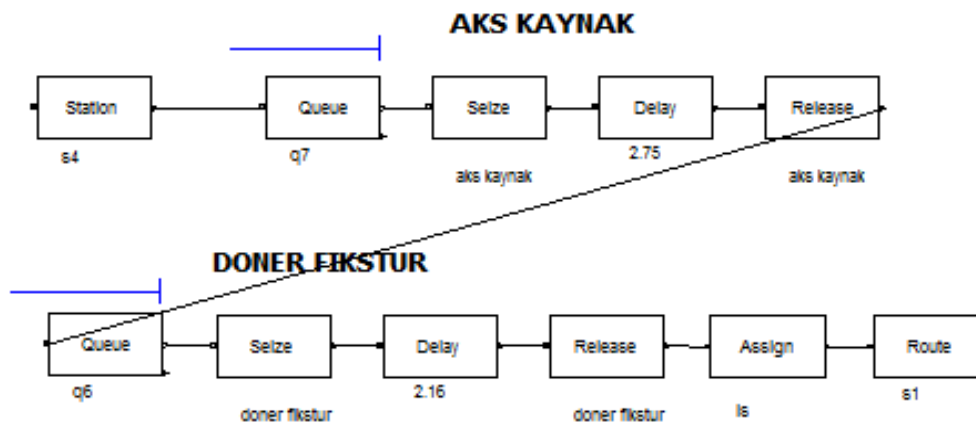 AKS KAYNAK
Station Queue Seize Delay Release
s4 q7 aks kaynak 2.75 aks kaynak
DONER FIKSTUR
Queue Seize Delay Release Assign Route
q6 doner fikstur 2.16 doner fikstur Is s1